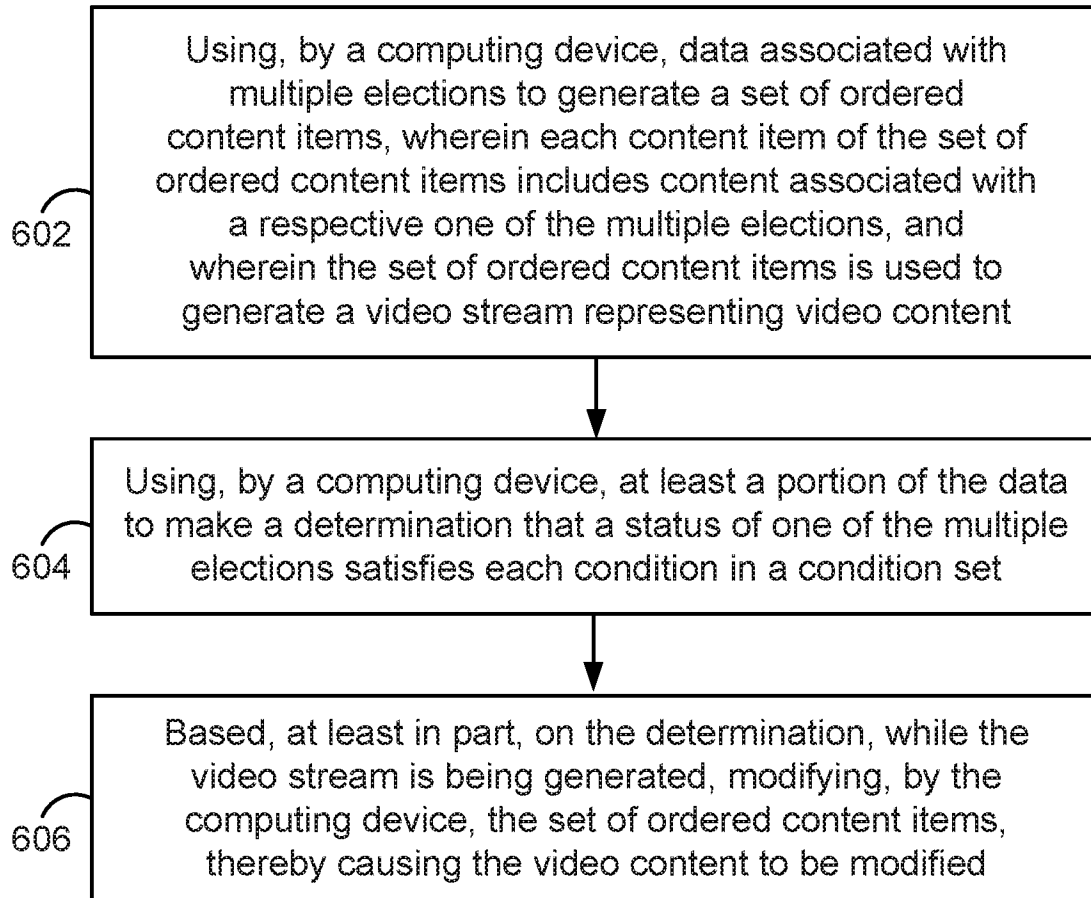 Using, by a computing device, data associated with
multiple elections to generate a set of ordered
content items, wherein each content item of the set of
ordered content items includes content associated with
a respective one of the multiple elections, and
wherein the set of ordered content items is used to
generate a video stream representing video content
602
Using, by a computing device, at least a portion of the data
to make a determination that a status of one of the multiple
elections satisfies each condition in a condition set
604
Based, at least in part, on the determination, while the
video stream is being generated, modifying, by the
computing device, the set of ordered content items,
thereby causing the video content to be modified
606